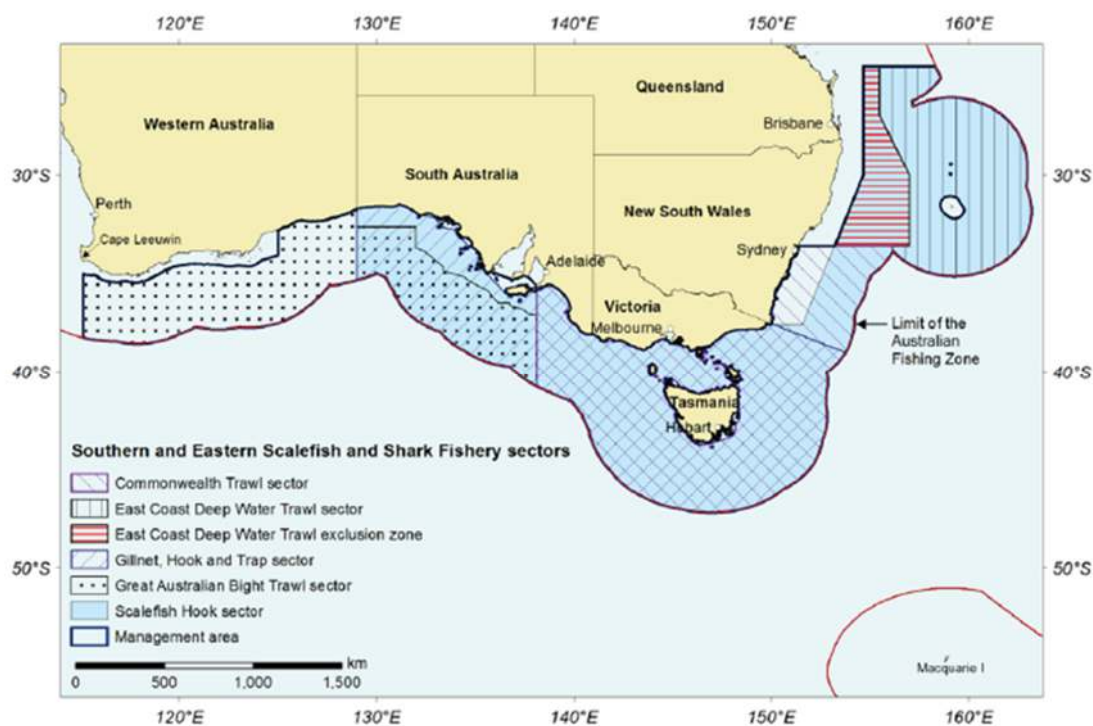 120°E 130°E 140°E 150°E 160°E
Queensland
Brisbane
Western Australia
30°S
South Australia
30°S
Perth
New South Wales
Cape Leeuwin
Sydney
Adelaide
Victoria
Melbourne
Limit of the
Australian
Fishing Zone
40°S
40°S
Tasmania
Hobart
Southern and Eastern Scalefish and Shark Fishery sectors
Commonwealth Trawl sector
East Coast Deep Water Trawl sector
East Coast Deep Water Trawl exclusion zone
Gillnet, Hook and Trap sector
Great Australian Bight Trawl sector
Scalefish Hook sector
Management area
50°S
50°S
km
0 500 1,000 1,500
Macquarie I
120°E 130°E 140°E 150°E 160°E